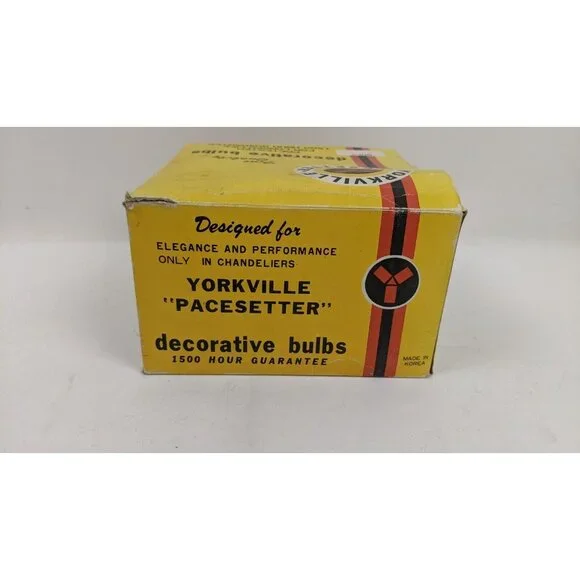 decorative bulbs
YORKVILLE
Designed for
ELEGANCE AND PERFORMANCE
ONLY IN CHANDELIERS
YORKVILLE
"PACESETTER"
decorative bulbs
1500 HOUR GUARANTEE
MADE IN
KOREA